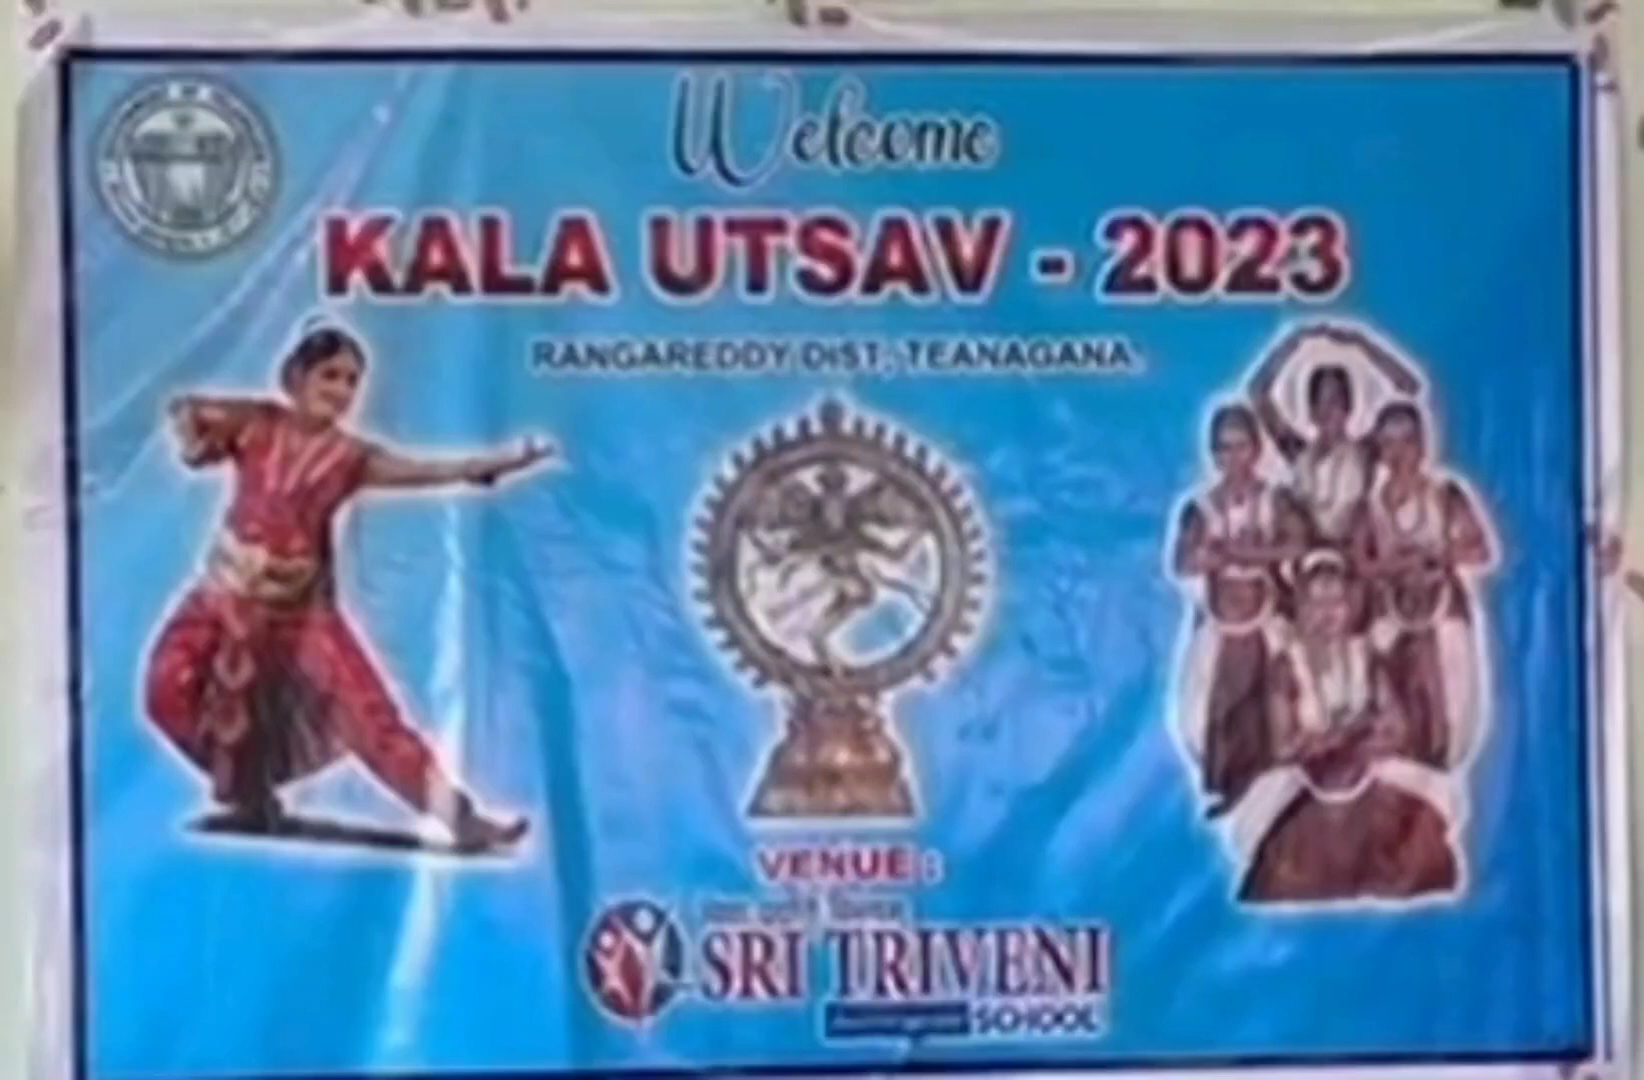 Welcome
KALA UTSAV - 2023
RANGAREDDY DIST, TEANAGANA.
VENUE :
SRI TRIVENI
SCHOOL